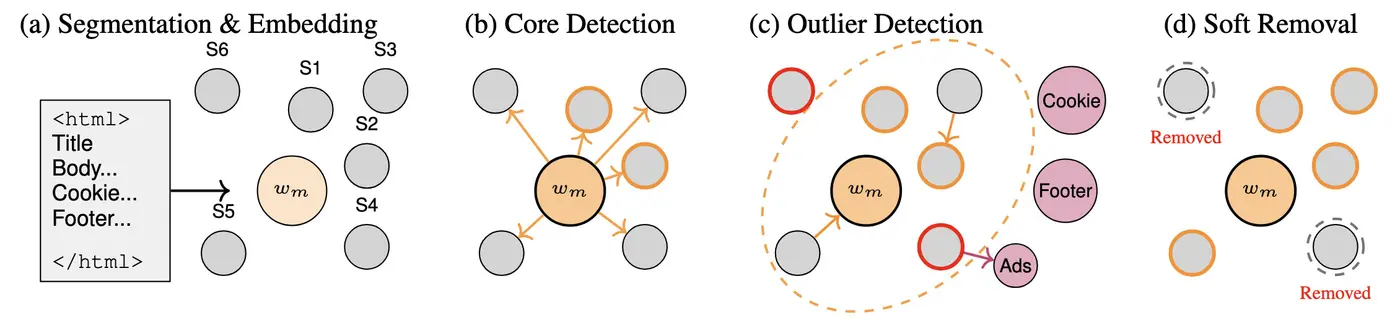 (a) Segmentation & Embedding
S6
S1
S3
<html>
Title
Body...
Cookie...
Footer...
</html>
S2
w_m
S5
S4
(b) Core Detection
w_m
(c) Outlier Detection
Cookie
w_m
Footer
Ads
(d) Soft Removal
Removed
w_m
Removed